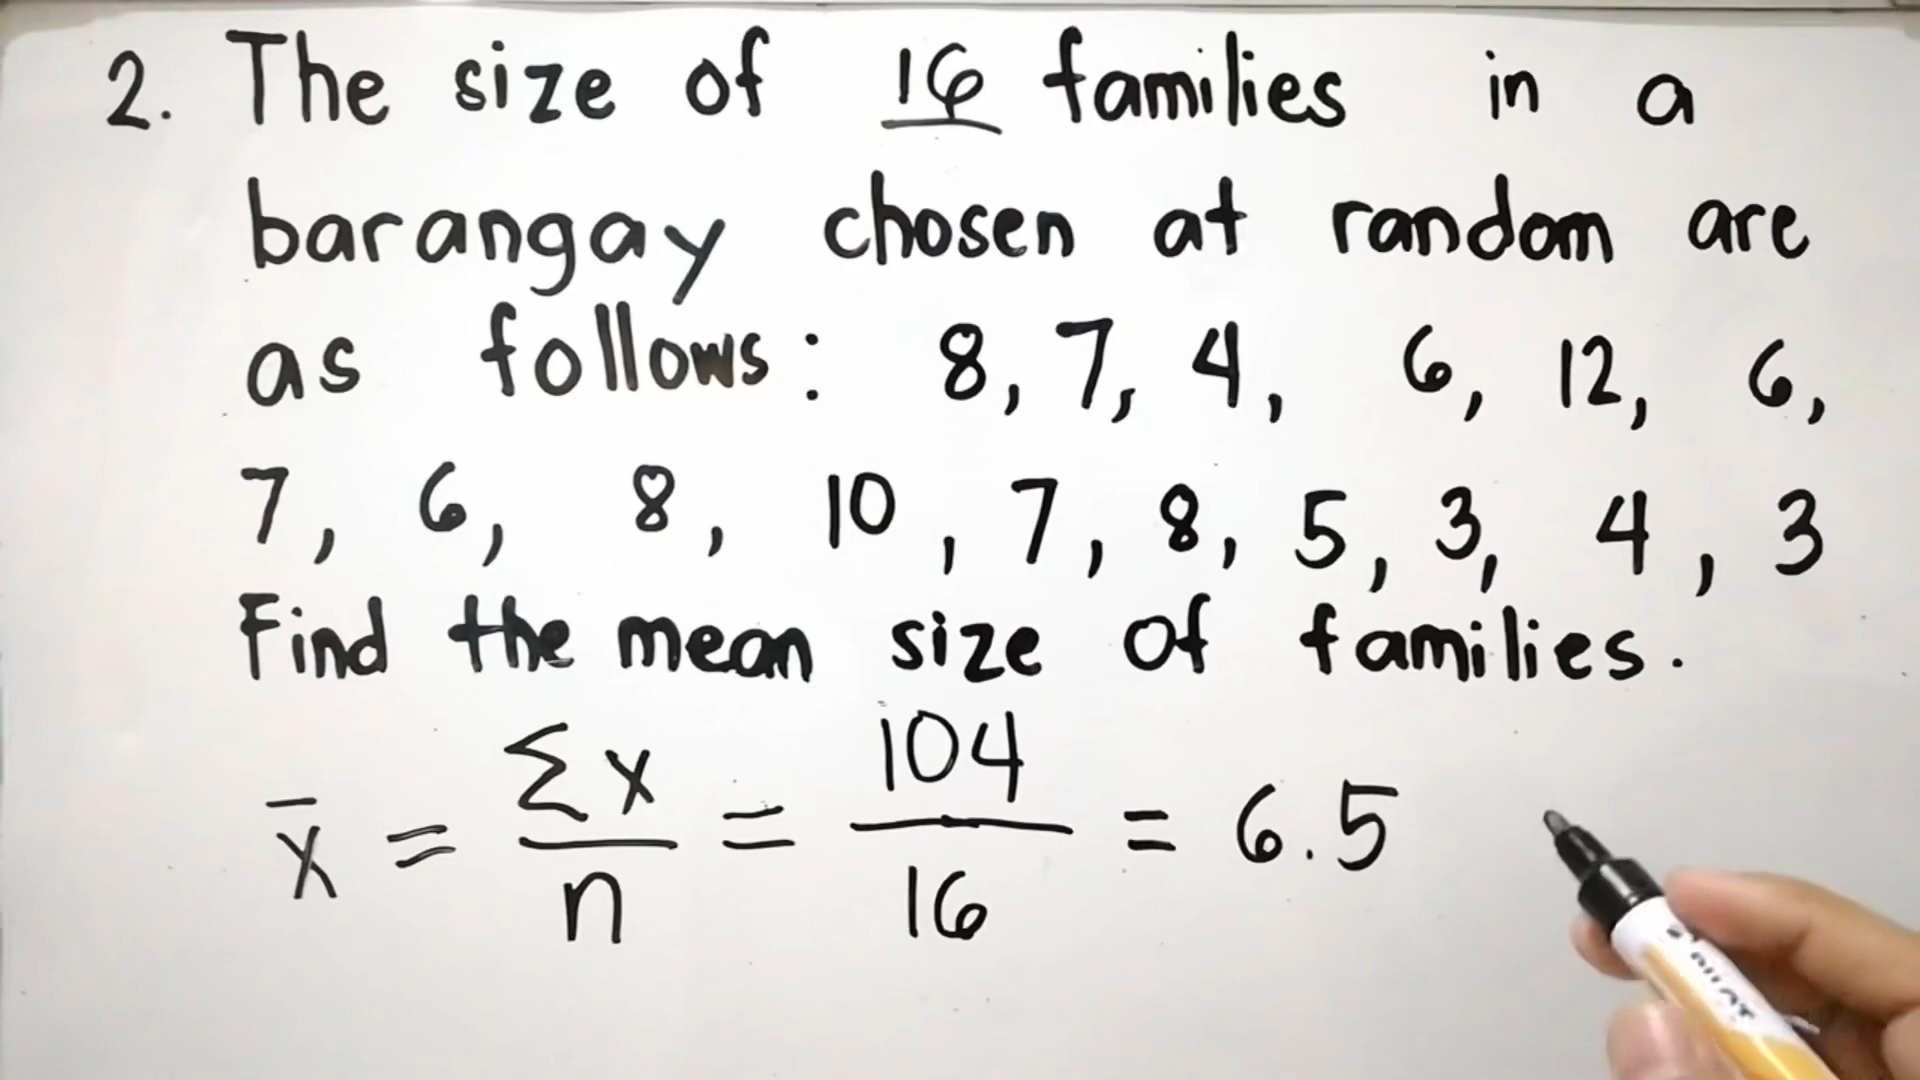 2. The size of 16 families in a
barangay chosen at random are
as follows: 8, 7, 4, 6, 12, 6,
7, 6, 8, 10, 7, 8, 5, 3, 4, 3
Find the mean size of families.
x̄ = Σx/n = 104/16 = 6.5